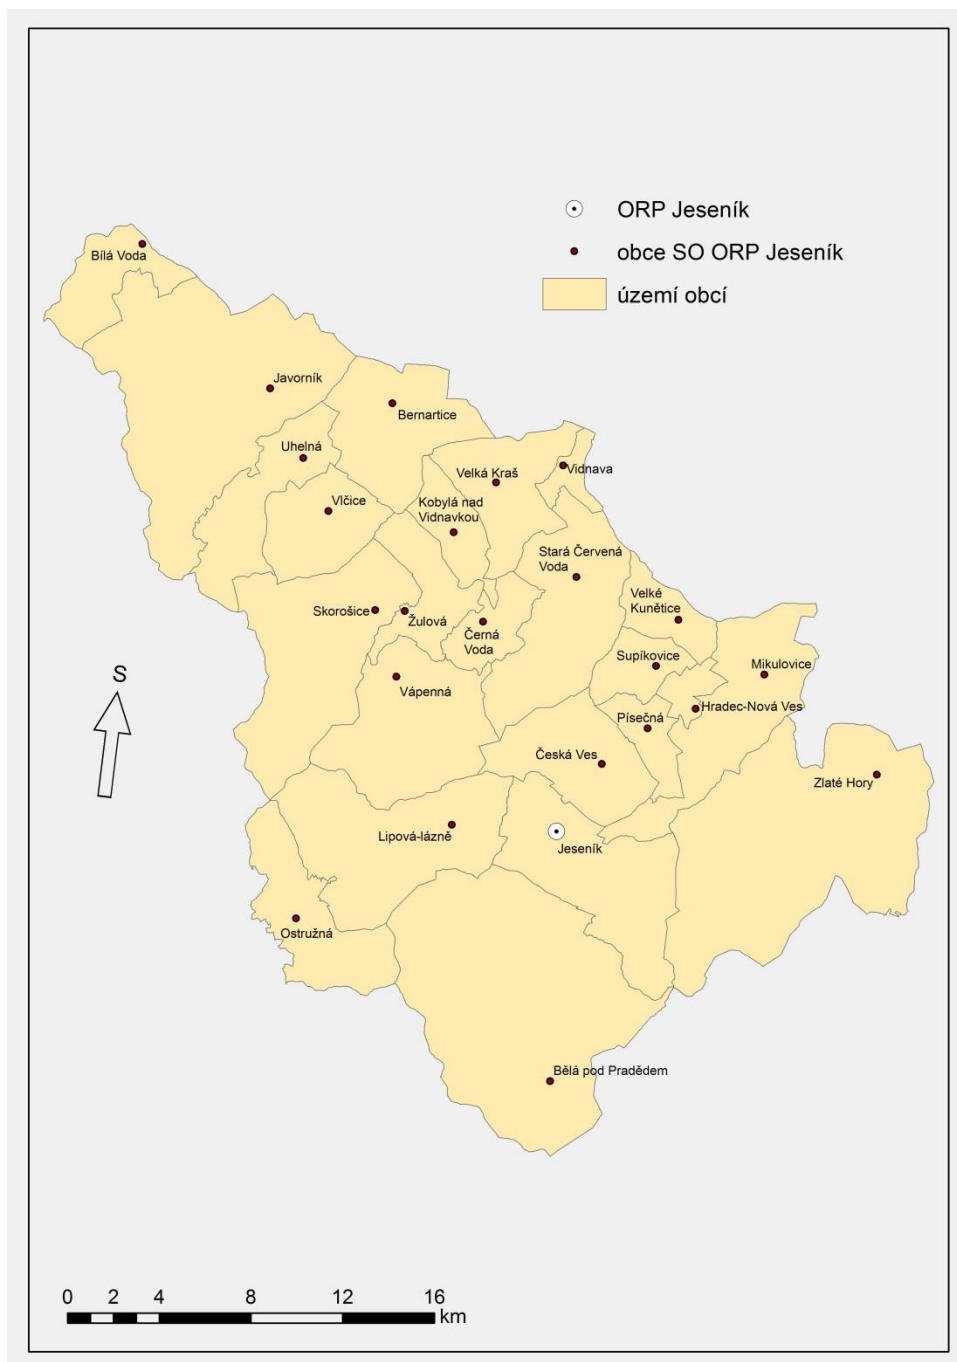 ORP Jeseník
obce SO ORP Jeseník
území obcí
Bílá Voda
Javorník
Bernartice
Uhelná
Velká Kraš
Vidnava
Vlčice
Kobylá nad
Vidnavkou
Stará Červená
Voda
Velké
Kunětice
Skorošice
Žulová
Černá
Voda
Supíkovice
Mikulovice
S
Vápenná
Hradec-Nová Ves
Písečná
Česká Ves
Zlaté Hory
Lipová-lázně
Jeseník
Ostružná
Bělá pod Pradědem
0 2 4 8 12 16
km